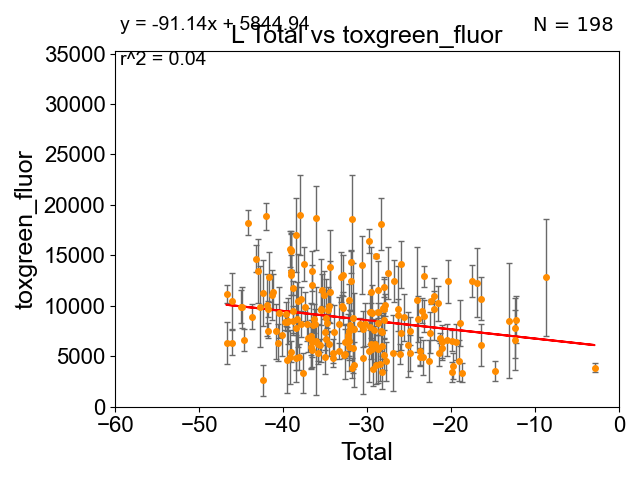 y = -91.14x + 5844.94
N = 198
L Total vs toxgreen_fluor
r^2 = 0.04
35000
30000
25000
20000
15000
10000
5000
0
toxgreen_fluor
−60 −50 −40 −30 −20 −10 0
Total